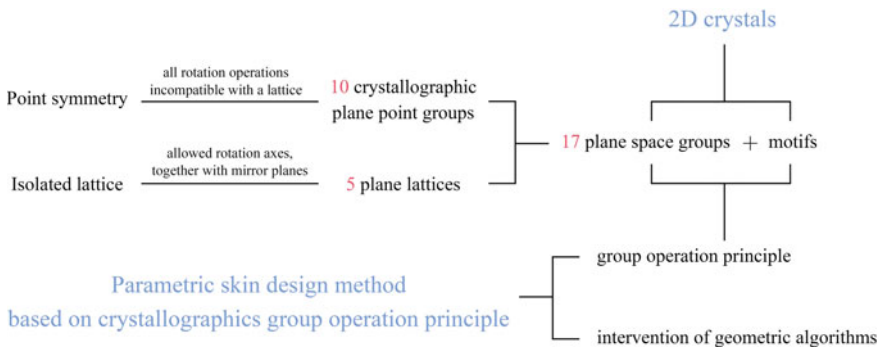 2D crystals
all rotation operations
incompatible with a lattice
Point symmetry
10 crystallographic
plane point groups
17 plane space groups + motifs
allowed rotation axes,
together with mirror planes
Isolated lattice
5 plane lattices
group operation principle
Parametric skin design method
based on crystallographics group operation principle
intervention of geometric algorithms